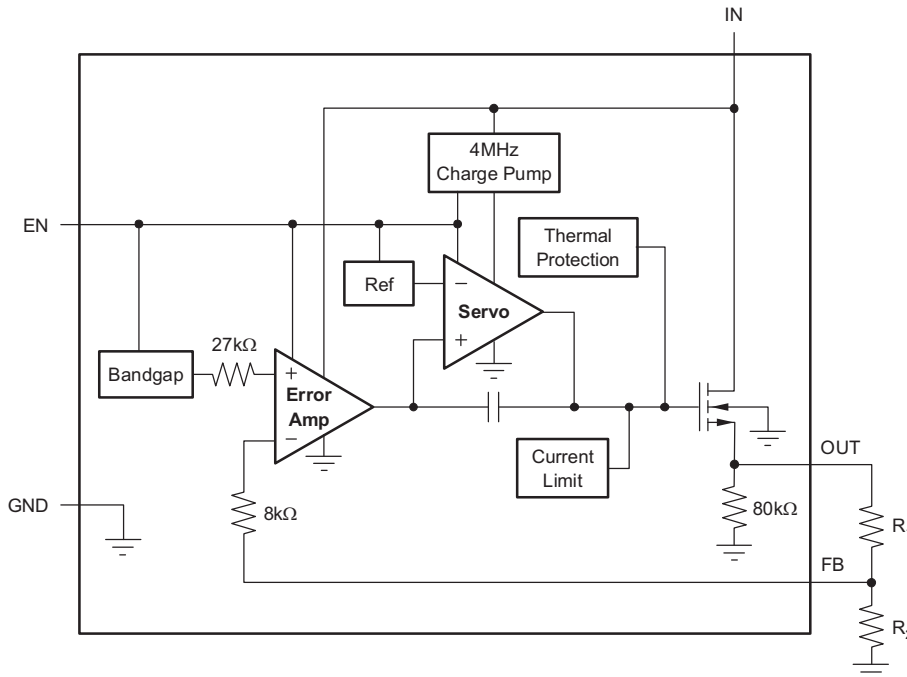 IN
4MHz
Charge Pump
EN
Thermal
Protection
Ref
−
Servo
+
27kΩ
Bandgap
+
Error
Amp
−
Current
Limit
OUT
GND
8kΩ
80kΩ
R
FB
R